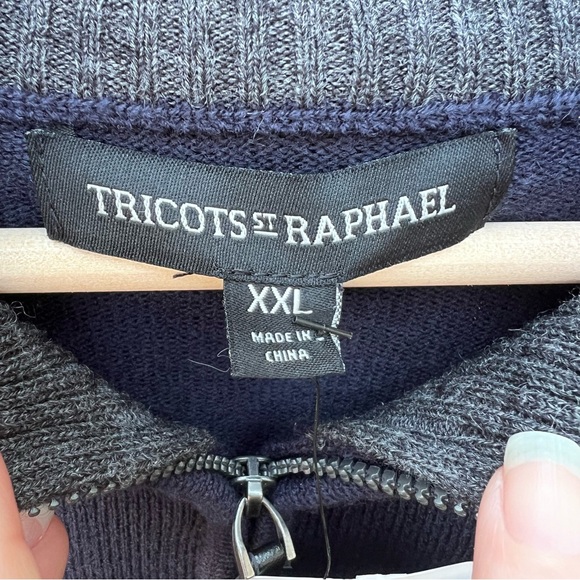 TRICOTS ST RAPHAEL
XXL
MADE IN
CHINA